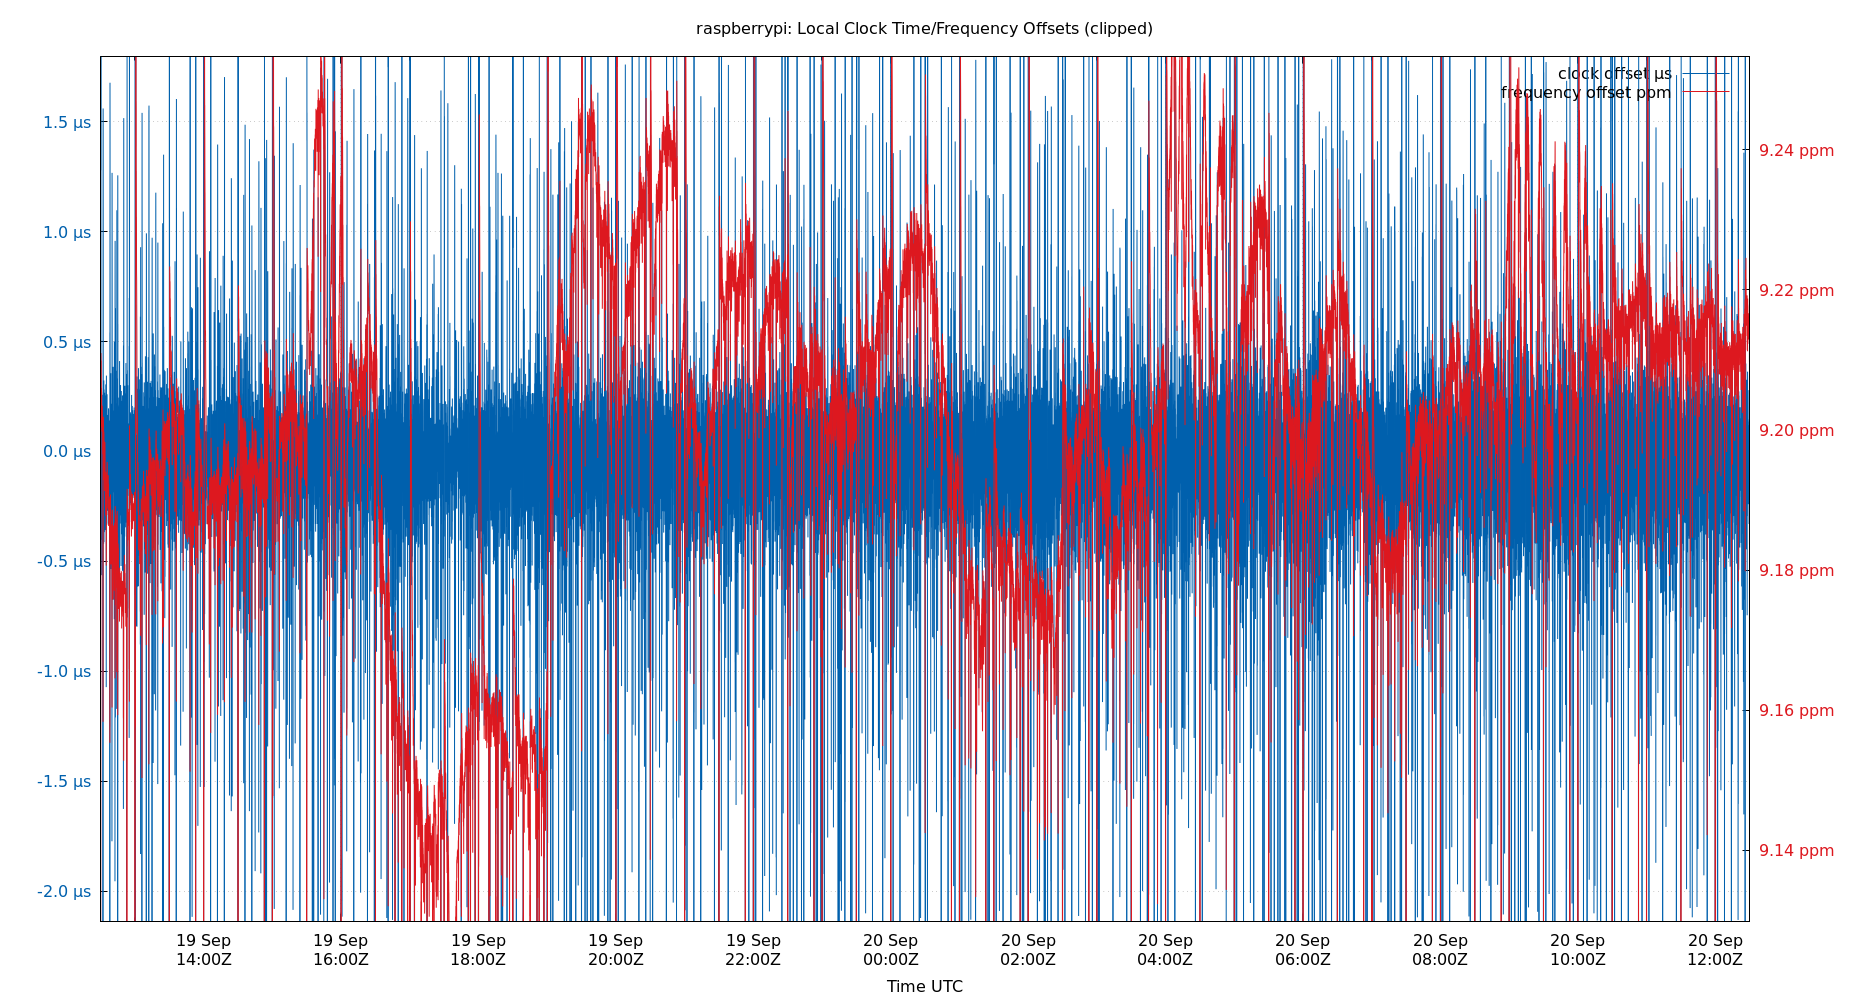 raspberrypi: Local Clock Time/Frequency Offsets (clipped)
clock offset µs
frequency offset ppm
1.5 µs
1.0 µs
0.5 µs
0.0 µs
-0.5 µs
-1.0 µs
-1.5 µs
-2.0 µs
9.24 ppm
9.22 ppm
9.20 ppm
9.18 ppm
9.16 ppm
9.14 ppm
19 Sep 19 Sep 19 Sep 19 Sep 19 Sep 20 Sep 20 Sep 20 Sep 20 Sep 20 Sep 20 Sep 20 Sep
14:00Z 16:00Z 18:00Z 20:00Z 22:00Z 00:00Z 02:00Z 04:00Z 06:00Z 08:00Z 10:00Z 12:00Z
Time UTC